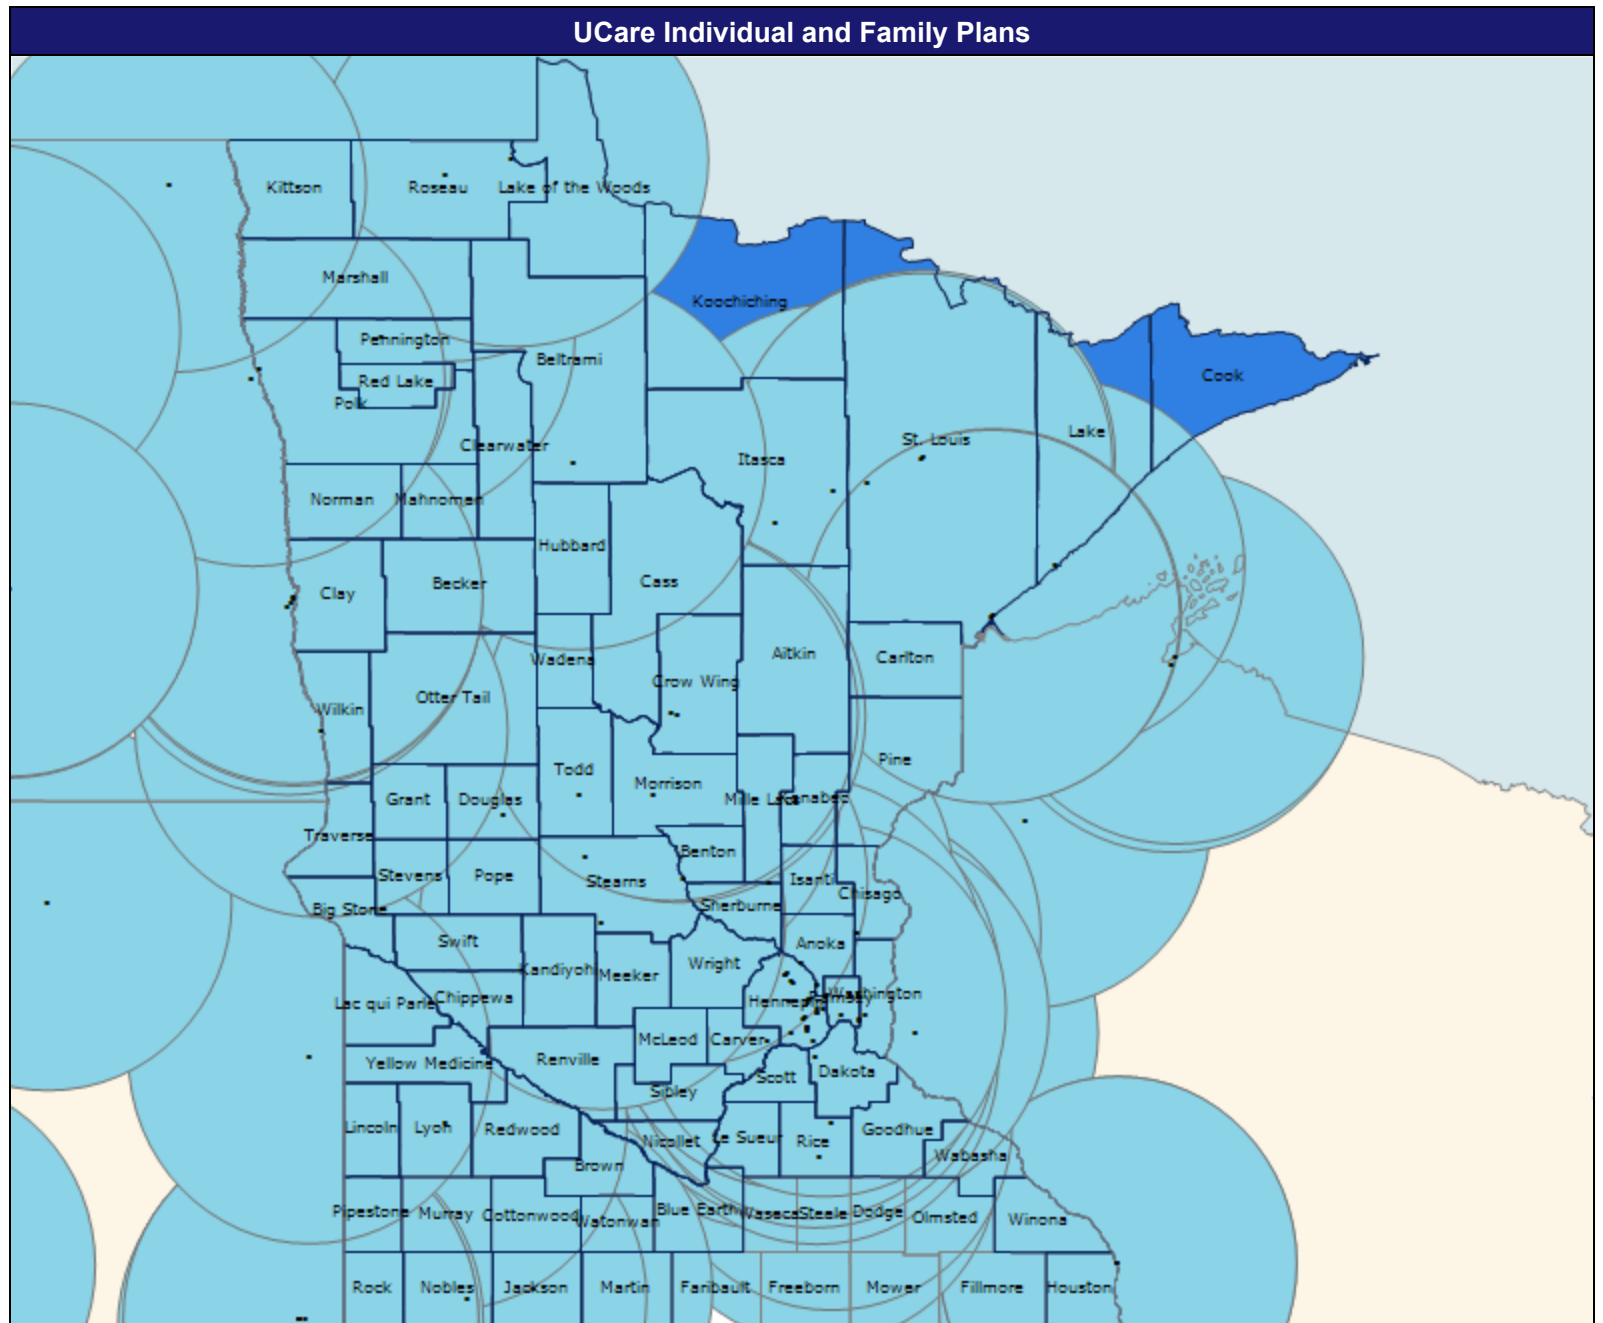 UCare Individual and Family Plans
Kittson
Roseau
Lake of the Woods
Marshall
Koochiching
Pennington
Beltrami
Red Lake
Polk
Cook
Clearwater
St. Louis
Lake
Itasca
Norman
Mahnomen
Hubbard
Clay
Becker
Cass
Wadena
Aitkin
Carlton
Crow Wing
Otter Tail
Wilkin
Pine
Todd
Morrison
Grant
Douglas
Mille Lacs
Kanabec
Traverse
Benton
Stevens
Pope
Stearns
Isanti
Chisago
Big Stone
Sherburne
Swift
Anoka
Kandiyohi
Meeker
Wright
Lac qui Parle
Chippewa
Hennepin
Ramsey
Washington
McLeod
Carver
Yellow Medicine
Renville
Scott
Dakota
Sibley
Lincoln
Lyon
Redwood
Nicollet
Le Sueur
Rice
Goodhue
Wabasha
Brown
Pipestone
Murray
Cottonwood
Watonwan
Blue Earth
Waseca
Steele
Dodge
Olmsted
Winona
Rock
Nobles
Jackson
Martin
Faribault
Freeborn
Mower
Fillmore
Houston